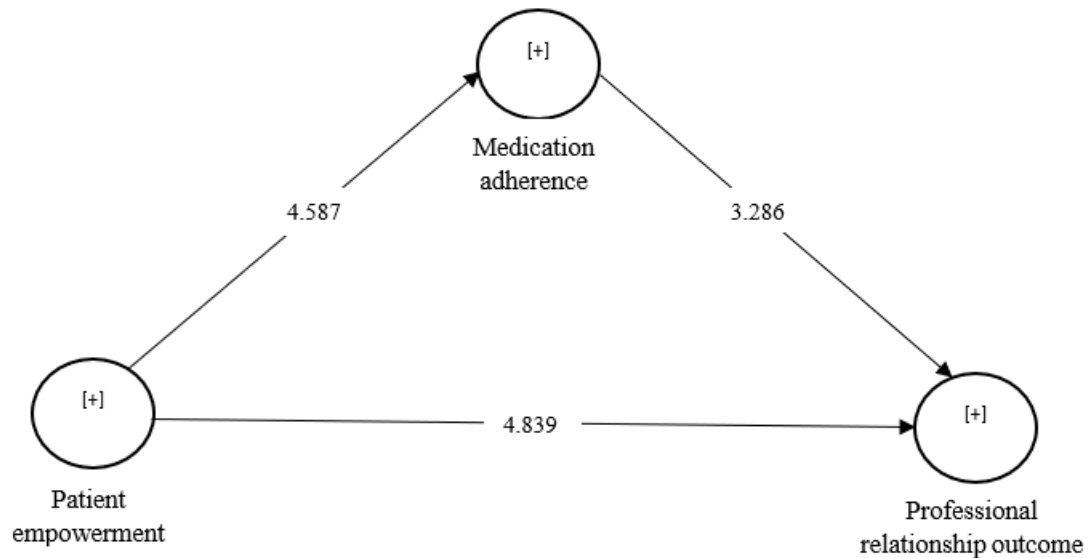 [+]
Medication
adherence
4.587
3.286
[+]
[+]
4.839
Patient
empowerment
Professional
relationship outcome